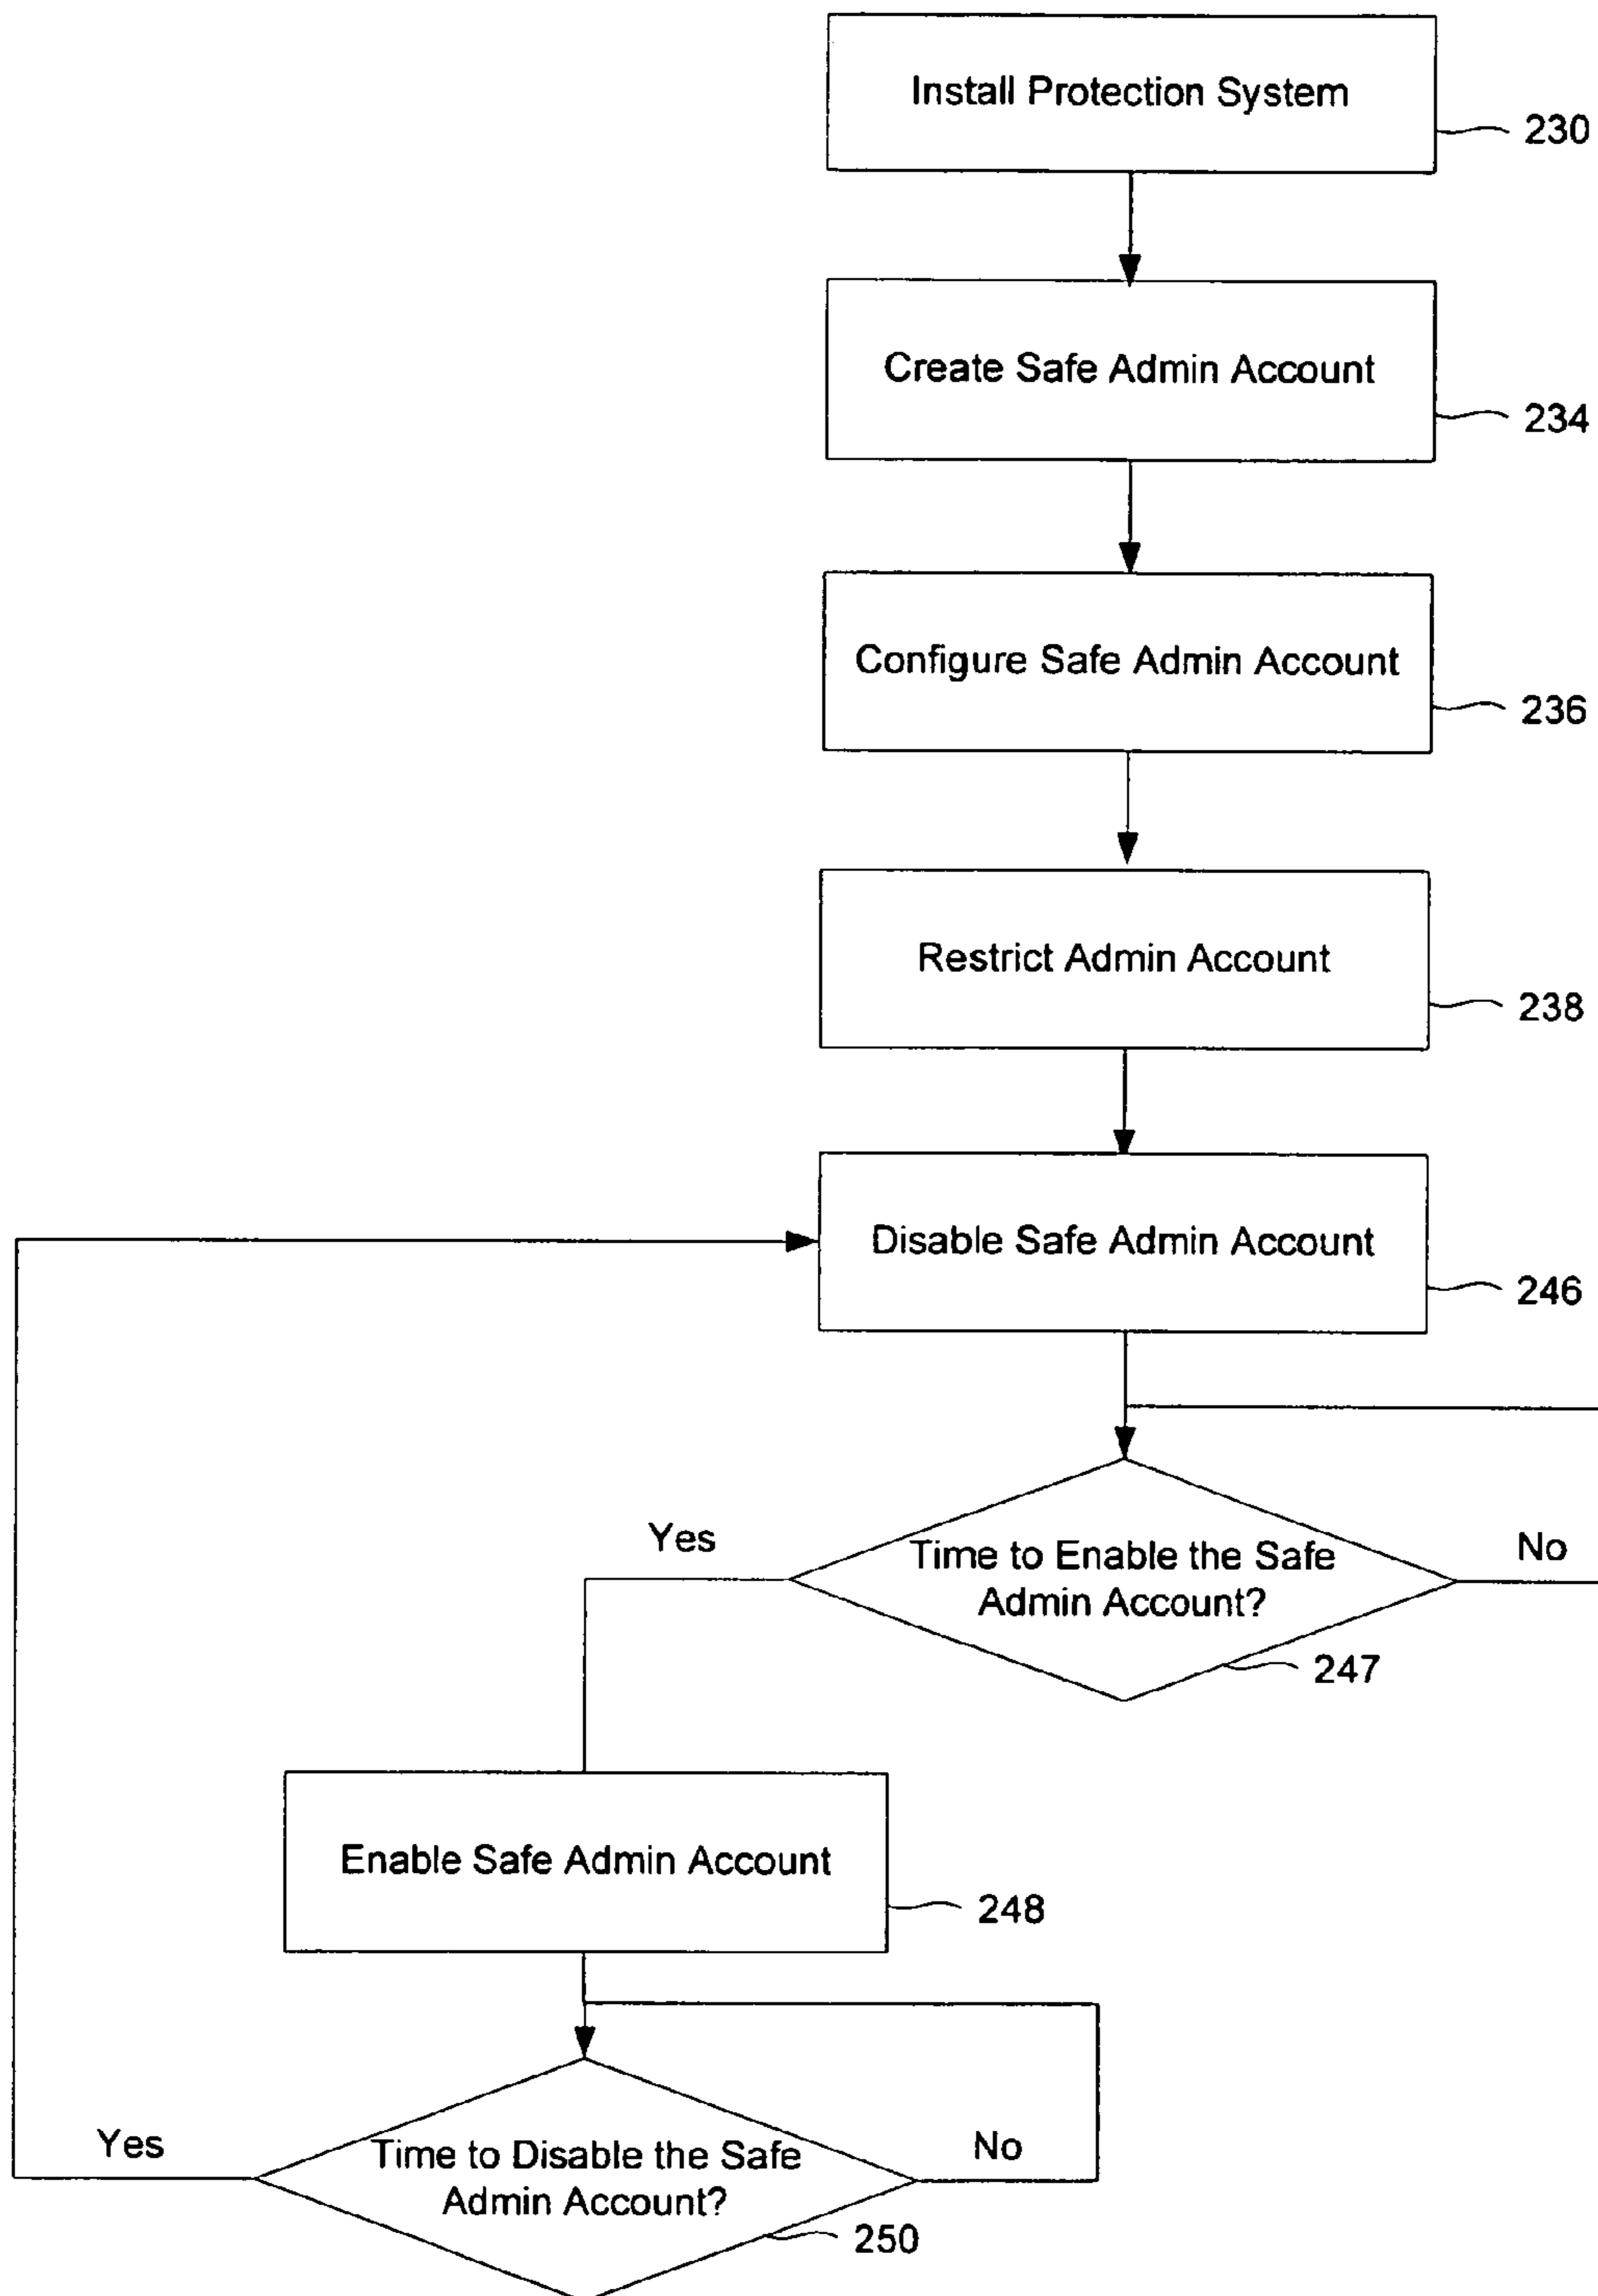 Install Protection System
230
Create Safe Admin Account
234
Configure Safe Admin Account
236
Restrict Admin Account
238
Disable Safe Admin Account
246
Yes
Time to Enable the Safe
Admin Account?
No
247
Enable Safe Admin Account
248
Yes
Time to Disable the Safe
Admin Account?
No
250